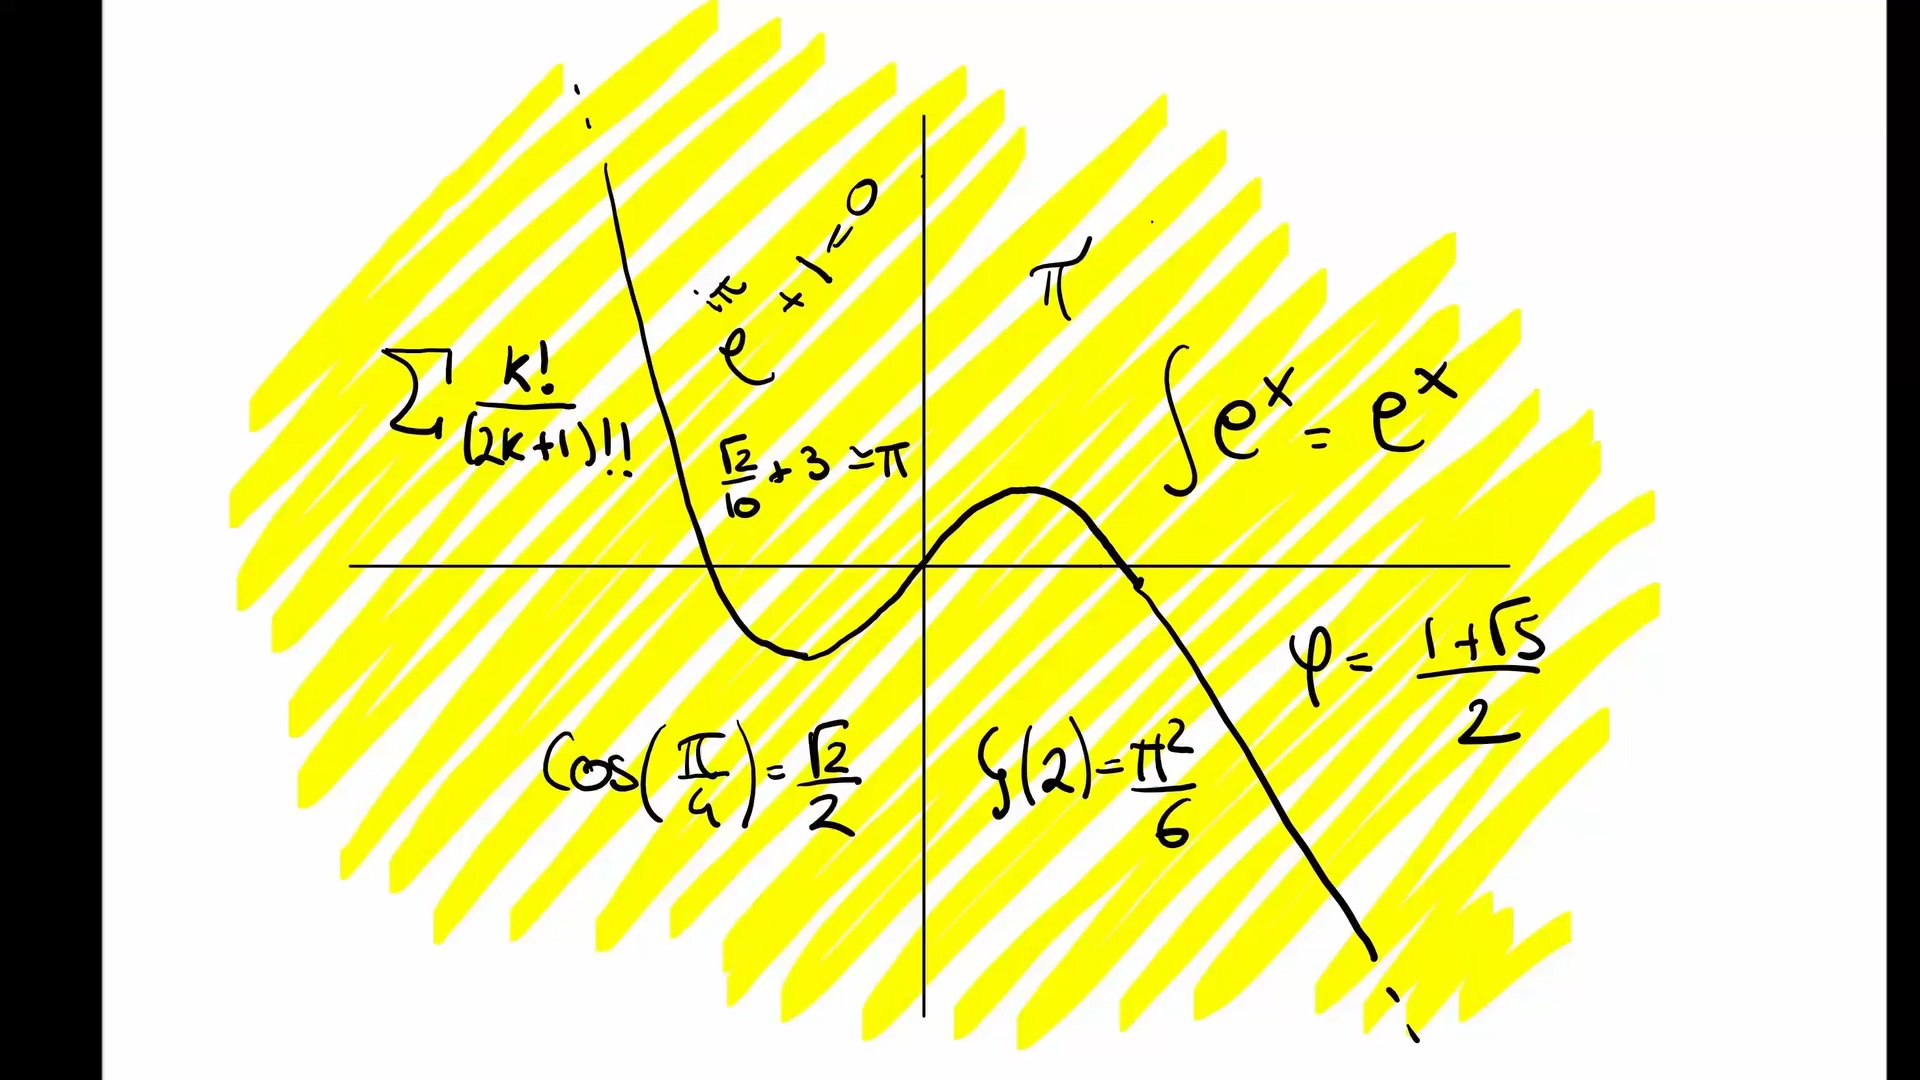 e^{iπ} + 1 = 0
π
∑ k! / (2k+1)!!
∫ e^x = e^x
√2/10 + 3 ≃ π
φ = (1+√5)/2
cos(π/4) = √2/2
ζ(2) = π²/6